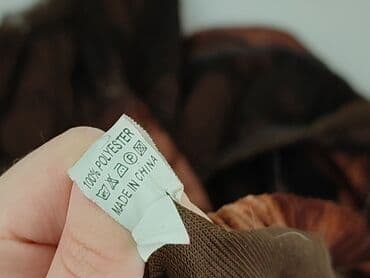 100% POLYESTER
P
MADE IN CHINA